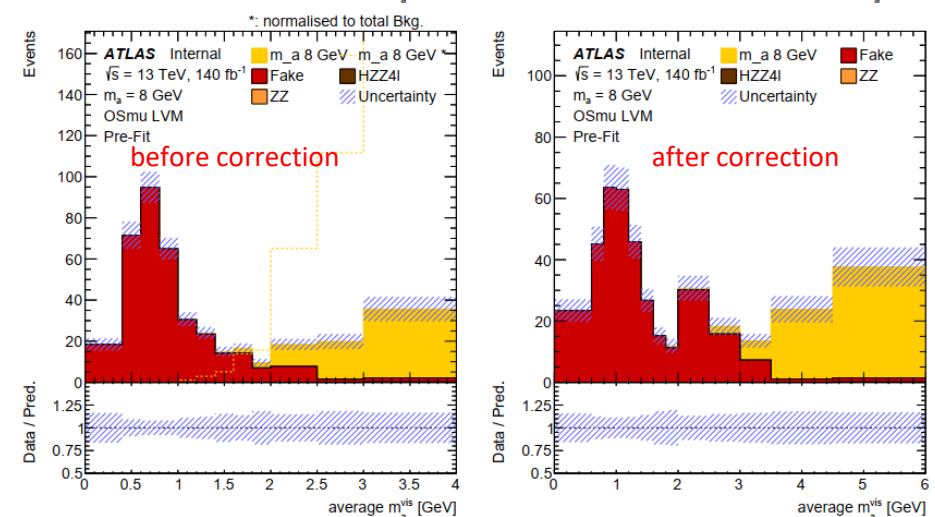 *: normalised to total Bkg.
Events
160
140
120
100
80
60
40
20
0
ATLAS Internal
√s = 13 TeV, 140 fb-1
m_a = 8 GeV
OSmu LVM
Pre-Fit
m_a 8 GeV
m_a 8 GeV *
Fake
HZZ4l
ZZ
Uncertainty
before correction
Data / Pred.
1.25
1
0.75
0.5
0 0.5 1 1.5 2 2.5 3 3.5 4
average m_a^vis [GeV]
Events
100
80
60
40
20
0
ATLAS Internal
√s = 13 TeV, 140 fb-1
m_a = 8 GeV
OSmu LVM
Pre-Fit
m_a 8 GeV
Fake
HZZ4l
ZZ
Uncertainty
after correction
Data / Pred.
1.25
1
0.75
0.5
0 1 2 3 4 5 6
average m_a^vis [GeV]